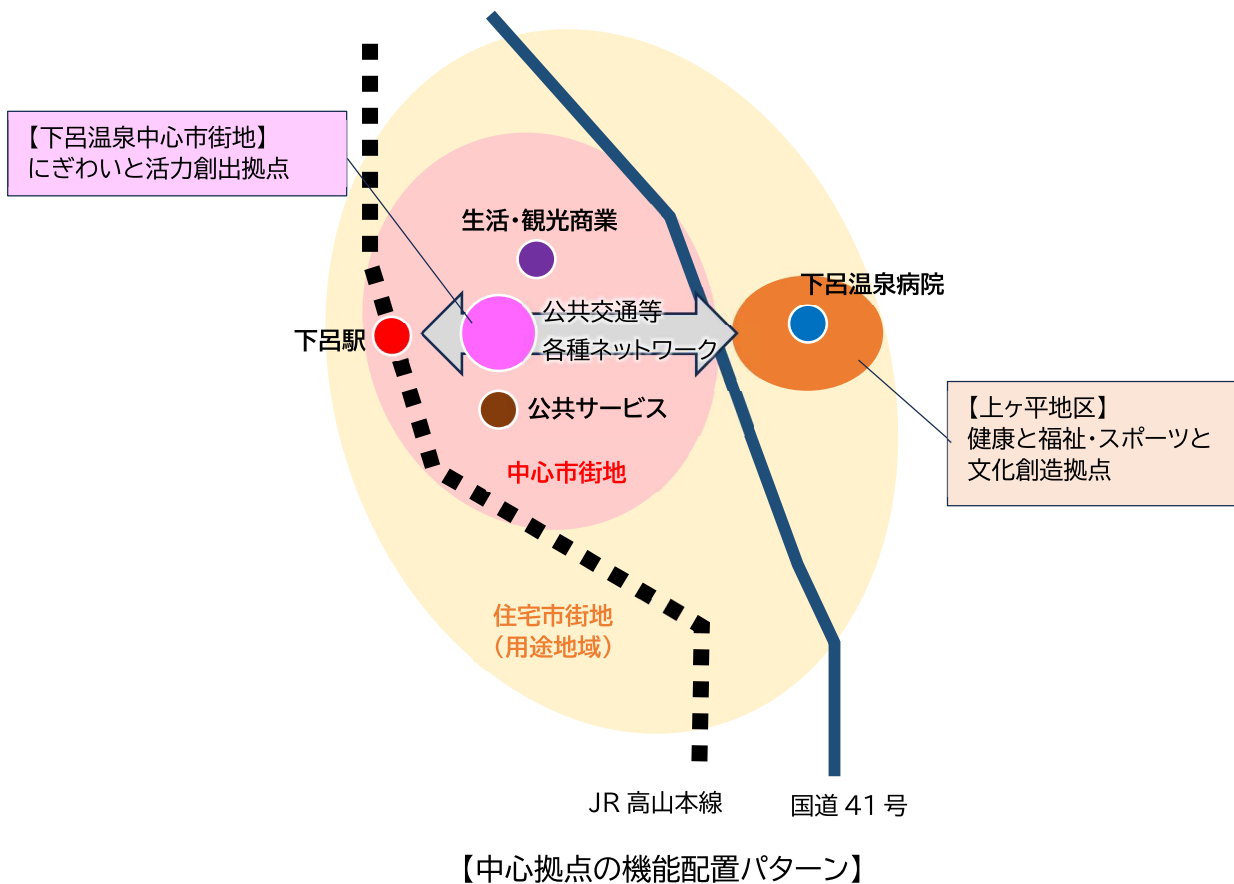 【下呂温泉中心市街地】
にぎわいと活力創出拠点
生活・観光商業
下呂温泉病院
公共交通等
下呂駅
各種ネットワーク
公共サービス
【上ヶ平地区】
健康と福祉・スポーツと
文化創造拠点
中心市街地
住宅市街地
（用途地域）
JR 高山本線
国道 41 号
【中心拠点の機能配置パターン】